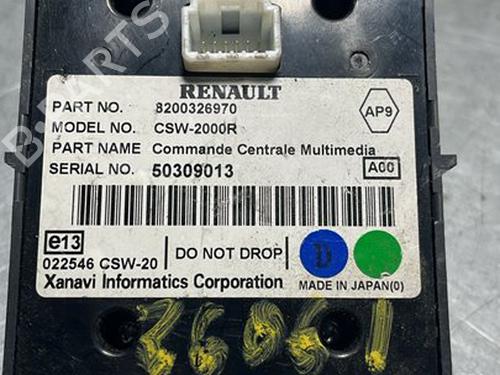 RENAULT
PART NO. 8200326970
AP9
MODEL NO. CSW-2000R
PART NAME Commande Centrale Multimedia
SERIAL NO. 50309013
A00
e13
022546 CSW-20
DO NOT DROP
D
Xanavi Informatics Corporation
MADE IN JAPAN(0)